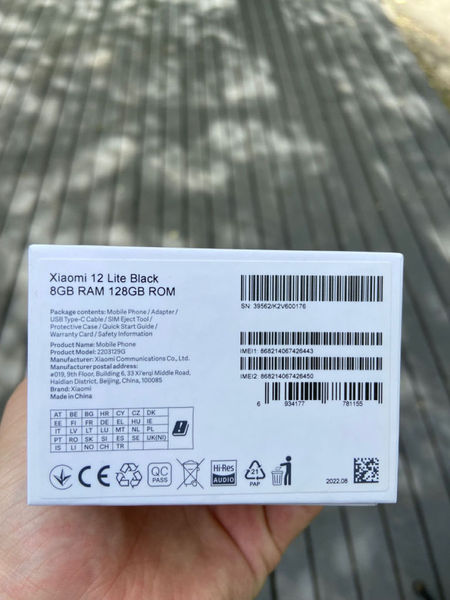 Xiaomi 12 Lite Black
8GB RAM 128GB ROM
Package contents: Mobile Phone / Adapter /
USB Type-C Cable / SIM Eject Tool /
Protective Case / Quick Start Guide /
Warranty Card / Safety Information
Product Name: Mobile Phone
Product Model: 2203129G
Manufacturer: Xiaomi Communications Co., Ltd.
Manufacturer postal address:
#019, 9th Floor, Building 6, 33 Xi'erqi Middle Road,
Haidian District, Beijing, China, 100085
Brand: Xiaomi
Made in China
SN: 39562/K2V600176
IMEI1: 868214067426443
IMEI2: 868214067426450
6 934177 781155
AT BE BG HR CY CZ DK
EE FI FR DE EL HU IE
IT LV LT LU MT NL PL
PT RO SK SI ES SE UK(NI)
IS LI NO CH TR
CE
QC
PASS
Hi-Res
AUDIO
21
PAP
2022.08